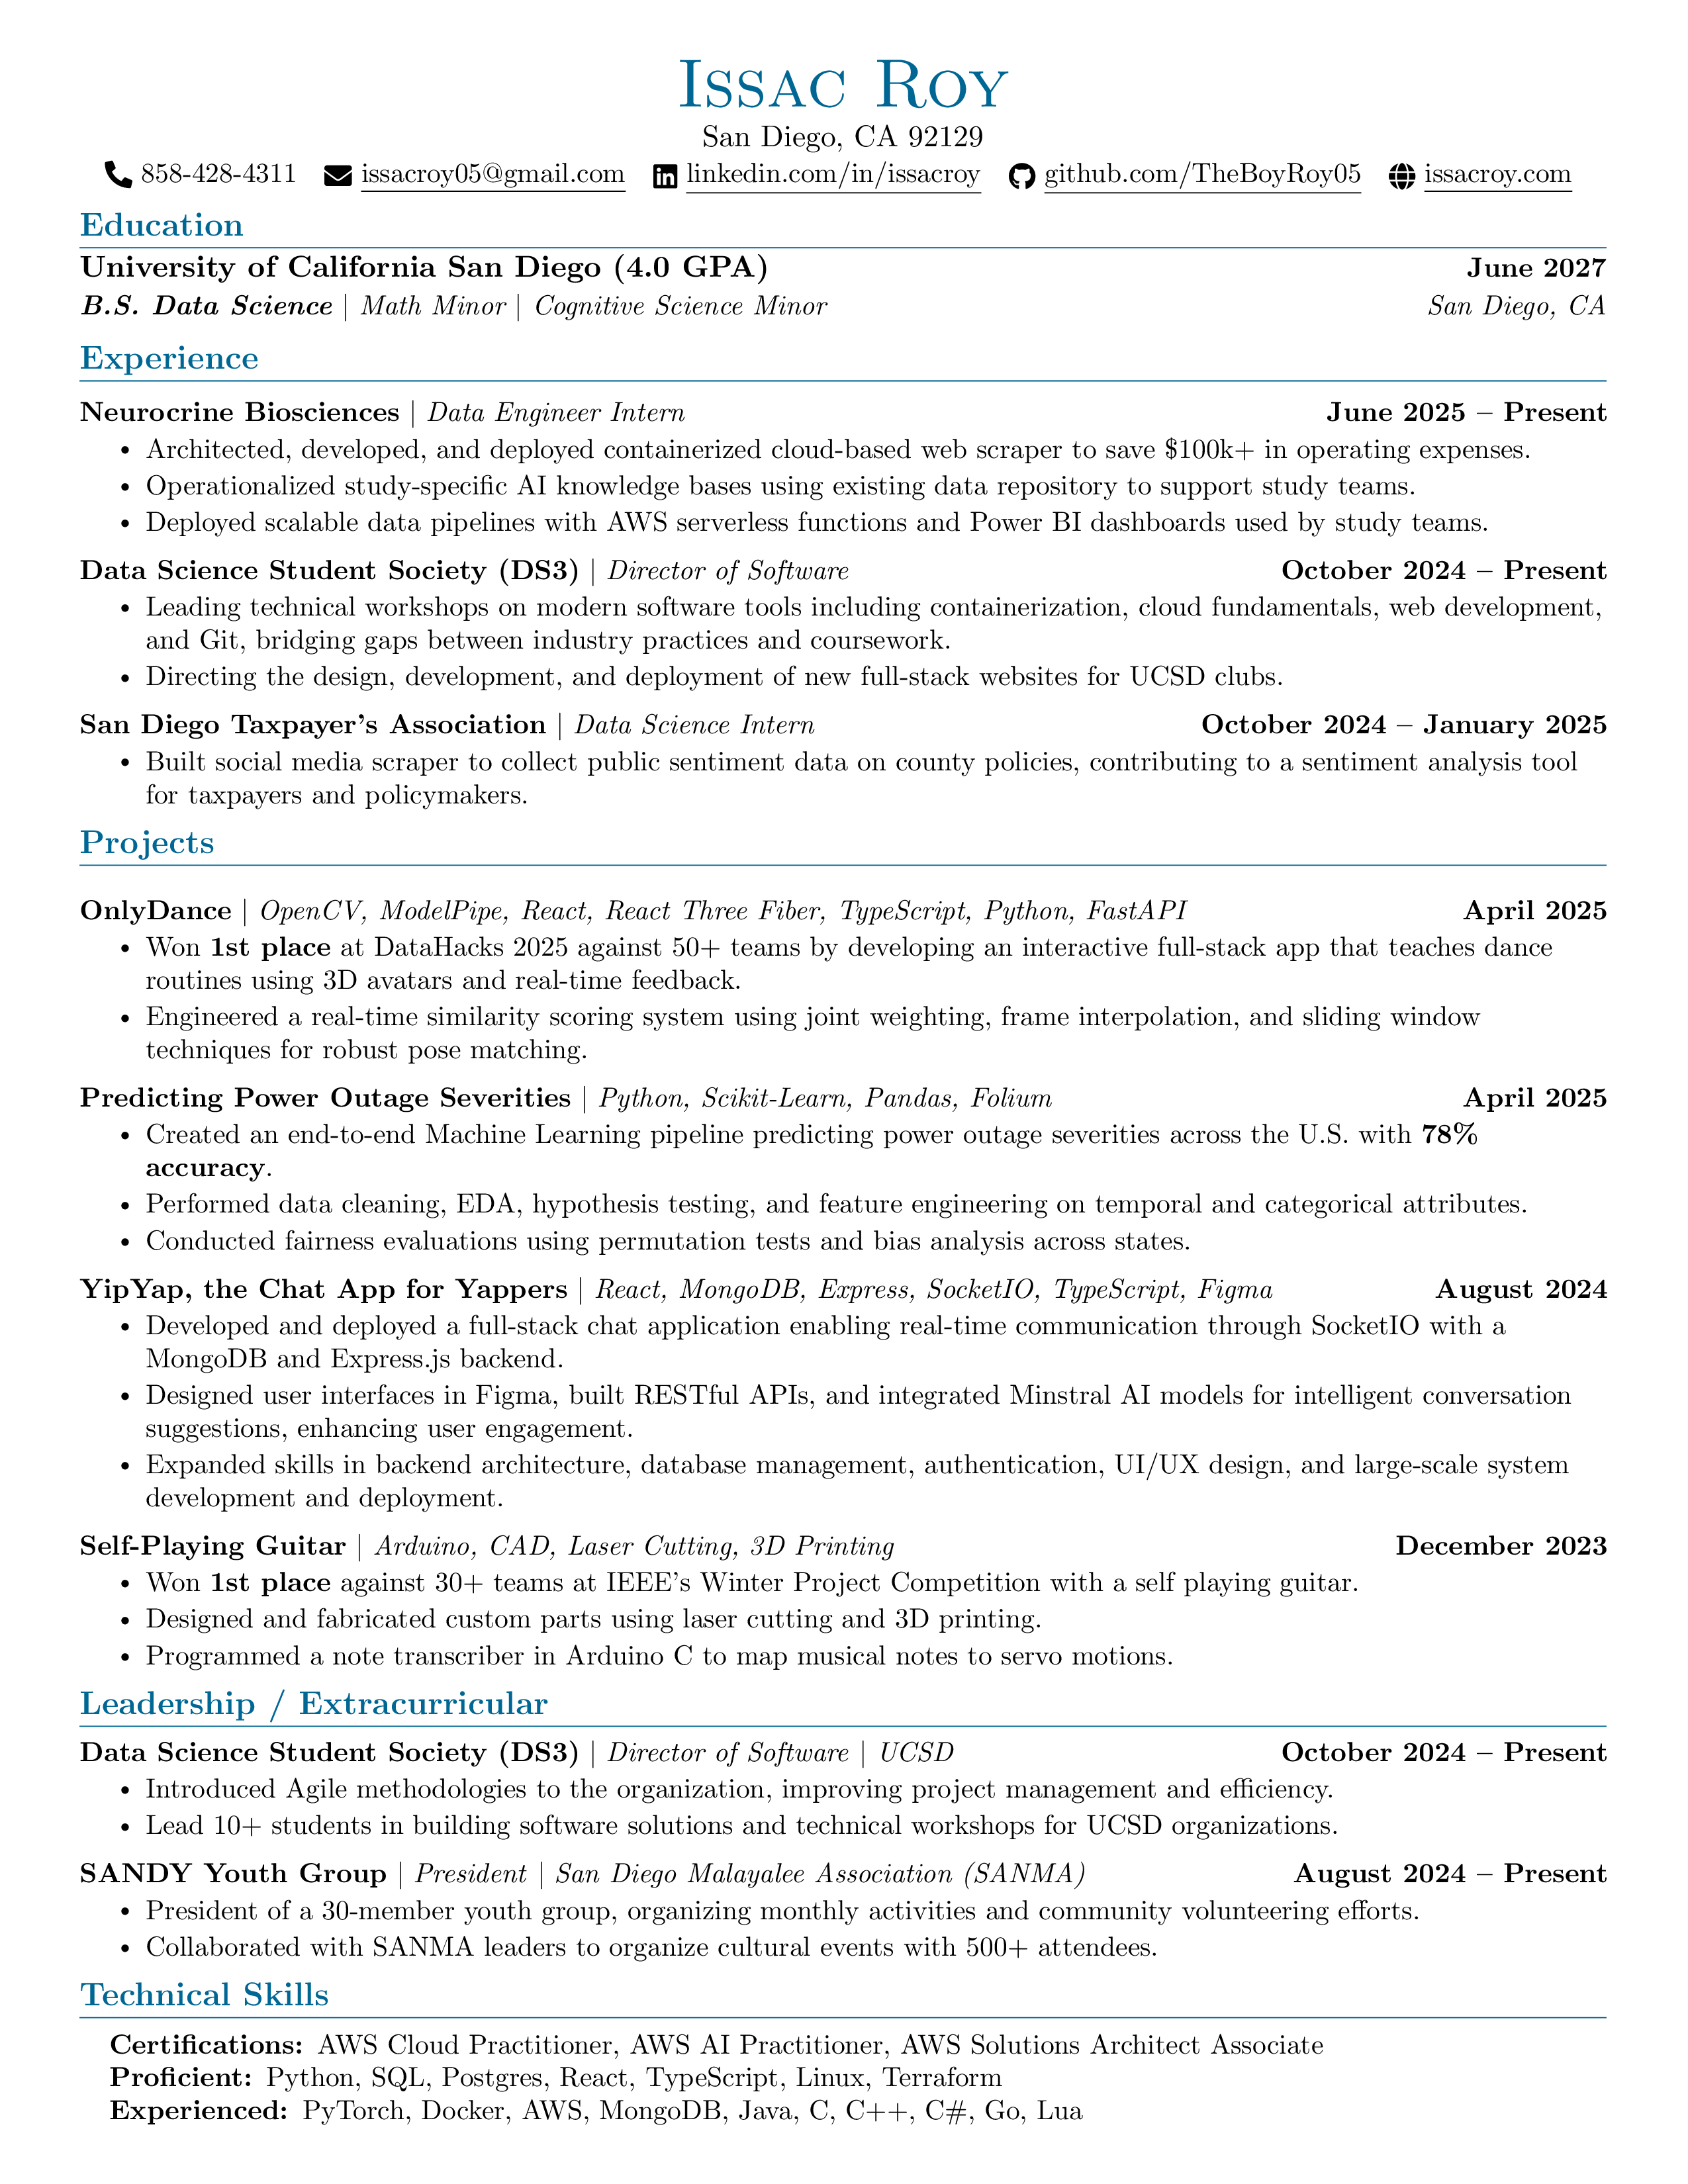 Issac Roy
San Diego, CA 92129
858-428-4311 issacroy05@gmail.com linkedin.com/in/issacroy github.com/TheBoyRoy05 issacroy.com
Education
University of California San Diego (4.0 GPA) June 2027
B.S. Data Science | Math Minor | Cognitive Science Minor San Diego, CA
Experience
Neurocrine Biosciences | Data Engineer Intern June 2025 – Present
• Architected, developed, and deployed containerized cloud-based web scraper to save $100k+ in operating expenses.
• Operationalized study-specific AI knowledge bases using existing data repository to support study teams.
• Deployed scalable data pipelines with AWS serverless functions and Power BI dashboards used by study teams.
Data Science Student Society (DS3) | Director of Software October 2024 – Present
• Leading technical workshops on modern software tools including containerization, cloud fundamentals, web development,
and Git, bridging gaps between industry practices and coursework.
• Directing the design, development, and deployment of new full-stack websites for UCSD clubs.
San Diego Taxpayer's Association | Data Science Intern October 2024 – January 2025
• Built social media scraper to collect public sentiment data on county policies, contributing to a sentiment analysis tool
for taxpayers and policymakers.
Projects
OnlyDance | OpenCV, ModelPipe, React, React Three Fiber, TypeScript, Python, FastAPI April 2025
• Won 1st place at DataHacks 2025 against 50+ teams by developing an interactive full-stack app that teaches dance
routines using 3D avatars and real-time feedback.
• Engineered a real-time similarity scoring system using joint weighting, frame interpolation, and sliding window
techniques for robust pose matching.
Predicting Power Outage Severities | Python, Scikit-Learn, Pandas, Folium April 2025
• Created an end-to-end Machine Learning pipeline predicting power outage severities across the U.S. with 78%
accuracy.
• Performed data cleaning, EDA, hypothesis testing, and feature engineering on temporal and categorical attributes.
• Conducted fairness evaluations using permutation tests and bias analysis across states.
YipYap, the Chat App for Yappers | React, MongoDB, Express, SocketIO, TypeScript, Figma August 2024
• Developed and deployed a full-stack chat application enabling real-time communication through SocketIO with a
MongoDB and Express.js backend.
• Designed user interfaces in Figma, built RESTful APIs, and integrated Minstral AI models for intelligent conversation
suggestions, enhancing user engagement.
• Expanded skills in backend architecture, database management, authentication, UI/UX design, and large-scale system
development and deployment.
Self-Playing Guitar | Arduino, CAD, Laser Cutting, 3D Printing December 2023
• Won 1st place against 30+ teams at IEEE's Winter Project Competition with a self playing guitar.
• Designed and fabricated custom parts using laser cutting and 3D printing.
• Programmed a note transcriber in Arduino C to map musical notes to servo motions.
Leadership / Extracurricular
Data Science Student Society (DS3) | Director of Software | UCSD October 2024 – Present
• Introduced Agile methodologies to the organization, improving project management and efficiency.
• Lead 10+ students in building software solutions and technical workshops for UCSD organizations.
SANDY Youth Group | President | San Diego Malayalee Association (SANMA) August 2024 – Present
• President of a 30-member youth group, organizing monthly activities and community volunteering efforts.
• Collaborated with SANMA leaders to organize cultural events with 500+ attendees.
Technical Skills
Certifications: AWS Cloud Practitioner, AWS AI Practitioner, AWS Solutions Architect Associate
Proficient: Python, SQL, Postgres, React, TypeScript, Linux, Terraform
Experienced: PyTorch, Docker, AWS, MongoDB, Java, C, C++, C#, Go, Lua